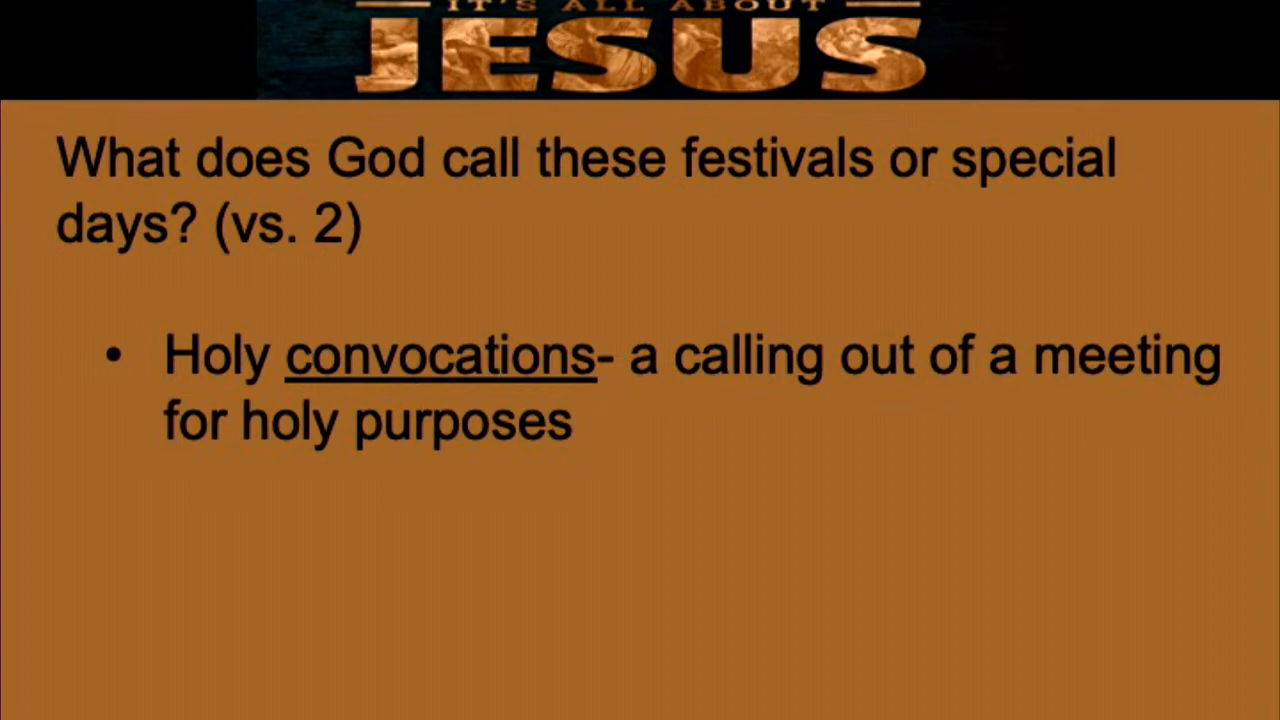 IT'S ALL ABOUT
JESUS
What does God call these festivals or special
days? (vs. 2)
• Holy convocations- a calling out of a meeting
for holy purposes